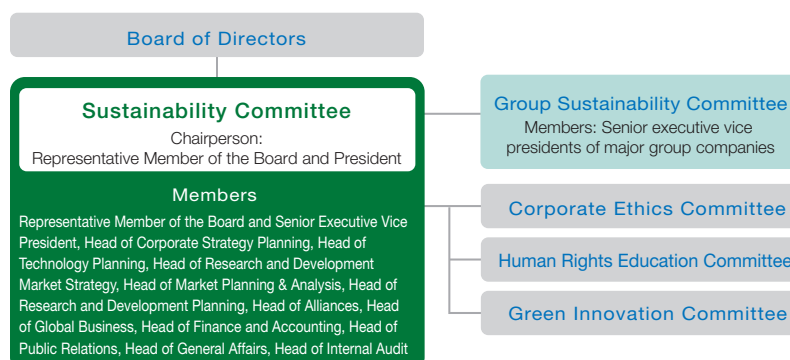 Board of Directors
Sustainability Committee
Chairperson:
Representative Member of the Board and President
Members
Representative Member of the Board and Senior Executive Vice
President, Head of Corporate Strategy Planning, Head of
Technology Planning, Head of Research and Development
Market Strategy, Head of Market Planning & Analysis, Head of
Research and Development Planning, Head of Alliances, Head
of Global Business, Head of Finance and Accounting, Head of
Public Relations, Head of General Affairs, Head of Internal Audit
Group Sustainability Committee
Members: Senior executive vice
presidents of major group companies
Corporate Ethics Committee
Human Rights Education Committee
Green Innovation Committee